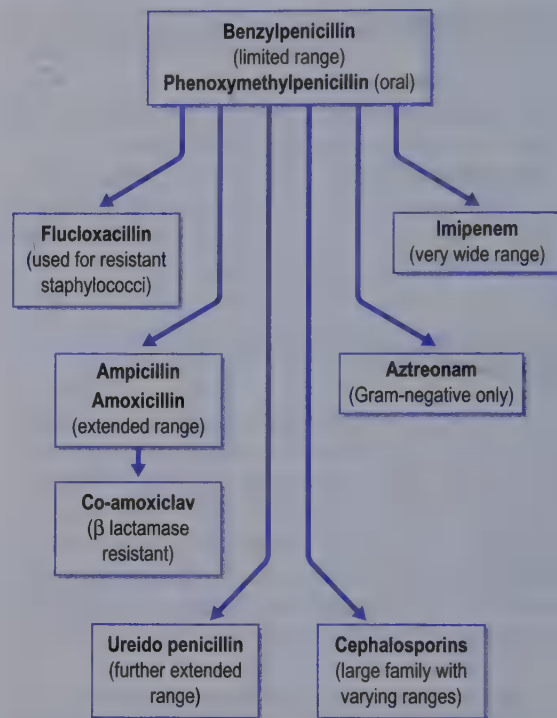 Benzylpenicillin
(limited range)
Phenoxymethylpenicillin (oral)
Flucloxacillin
(used for resistant
staphylococci)
Imipenem
(very wide range)
Ampicillin
Amoxicillin
(extended range)
Aztreonam
(Gram-negative only)
Co-amoxiclav
(β lactamase
resistant)
Ureido penicillin
(further extended
range)
Cephalosporins
(large family with
varying ranges)